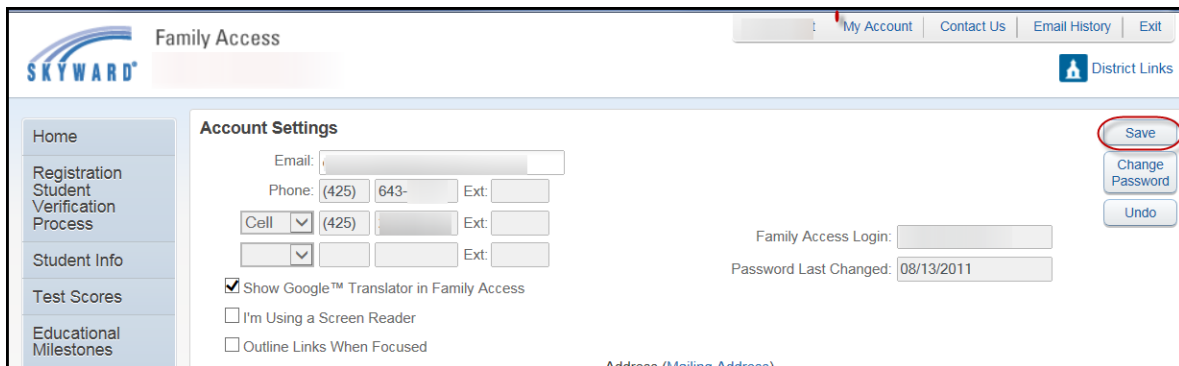 My Account Contact Us Email History Exit
Family Access
SKYWARD®
District Links
Home
Registration
Student
Verification
Process
Student Info
Test Scores
Educational
Milestones
Account Settings
Email:
Phone: (425) 643- Ext:
Cell (425) Ext:
Ext:
Show Google™ Translator in Family Access
I'm Using a Screen Reader
Outline Links When Focused
Family Access Login:
Password Last Changed: 08/13/2011
Address (Mailing Address)
Save
Change
Password
Undo